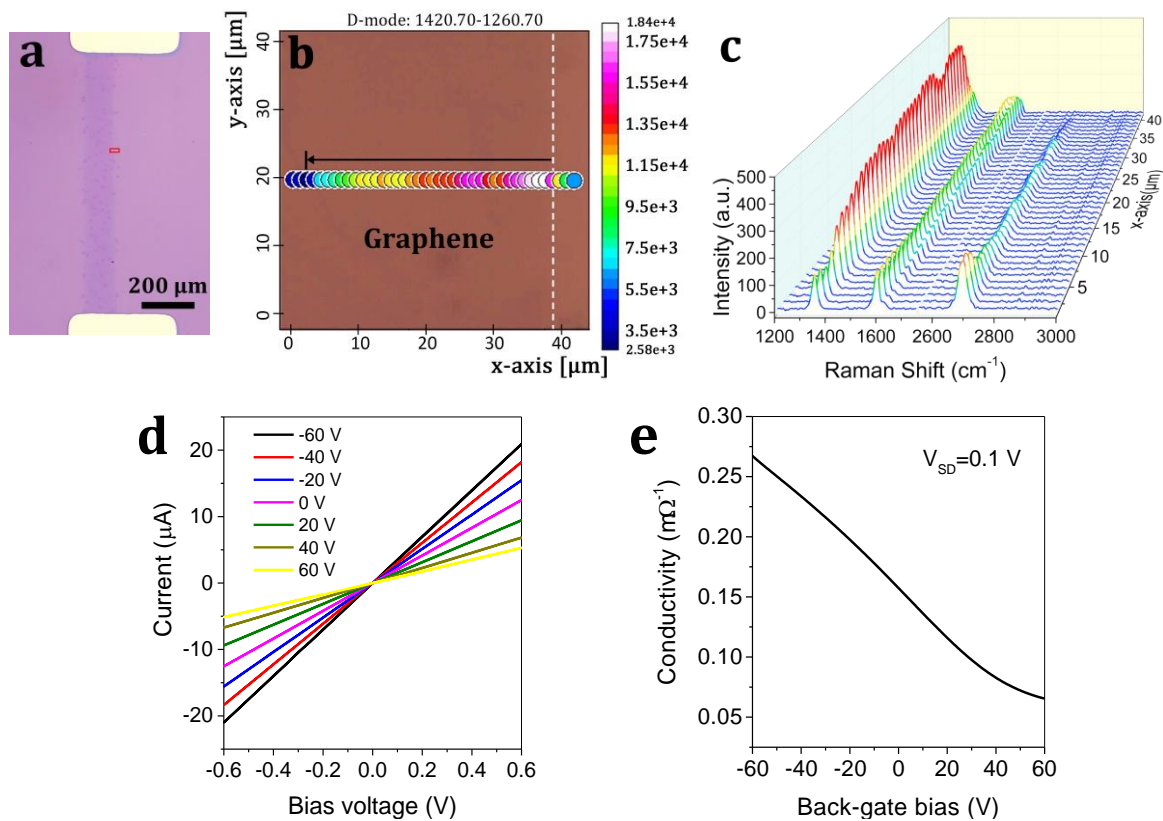 a
200 μm
D-mode: 1420.70-1260.70
b
y-axis [μm]
40
30
20
10
0
Graphene
0
10
20
30
40
x-axis [μm]
1.84e+4
1.75e+4
1.55e+4
1.35e+4
1.15e+4
9.5e+3
7.5e+3
5.5e+3
3.5e+3
2.58e+3
c
Intensity (a.u.)
500
400
300
200
100
0
1200
1400
1600
2600
2800
3000
Raman Shift (cm⁻¹)
5
10
15
20
25
30
35
40
x-axis(μm)
d
-60 V
-40 V
-20 V
0 V
20 V
40 V
60 V
Current (μA)
20
10
0
-10
-20
-0.6
-0.4
-0.2
0.0
0.2
0.4
0.6
Bias voltage (V)
e
V_SD=0.1 V
Conductivity (mΩ⁻¹)
0.30
0.25
0.20
0.15
0.10
0.05
-60
-40
-20
0
20
40
60
Back-gate bias (V)